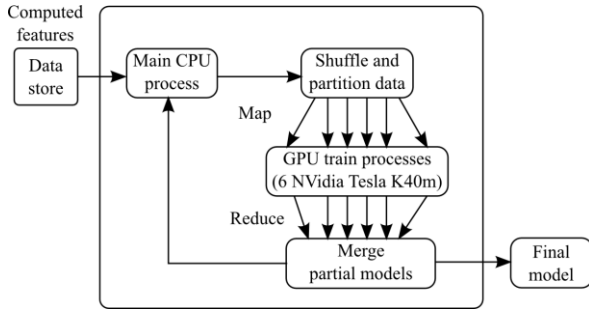 Computed
features
Data
store
Main CPU
process
Shuffle and
partition data
Map
GPU train processes
(6 NVidia Tesla K40m)
Reduce
Merge
partial models
Final
model